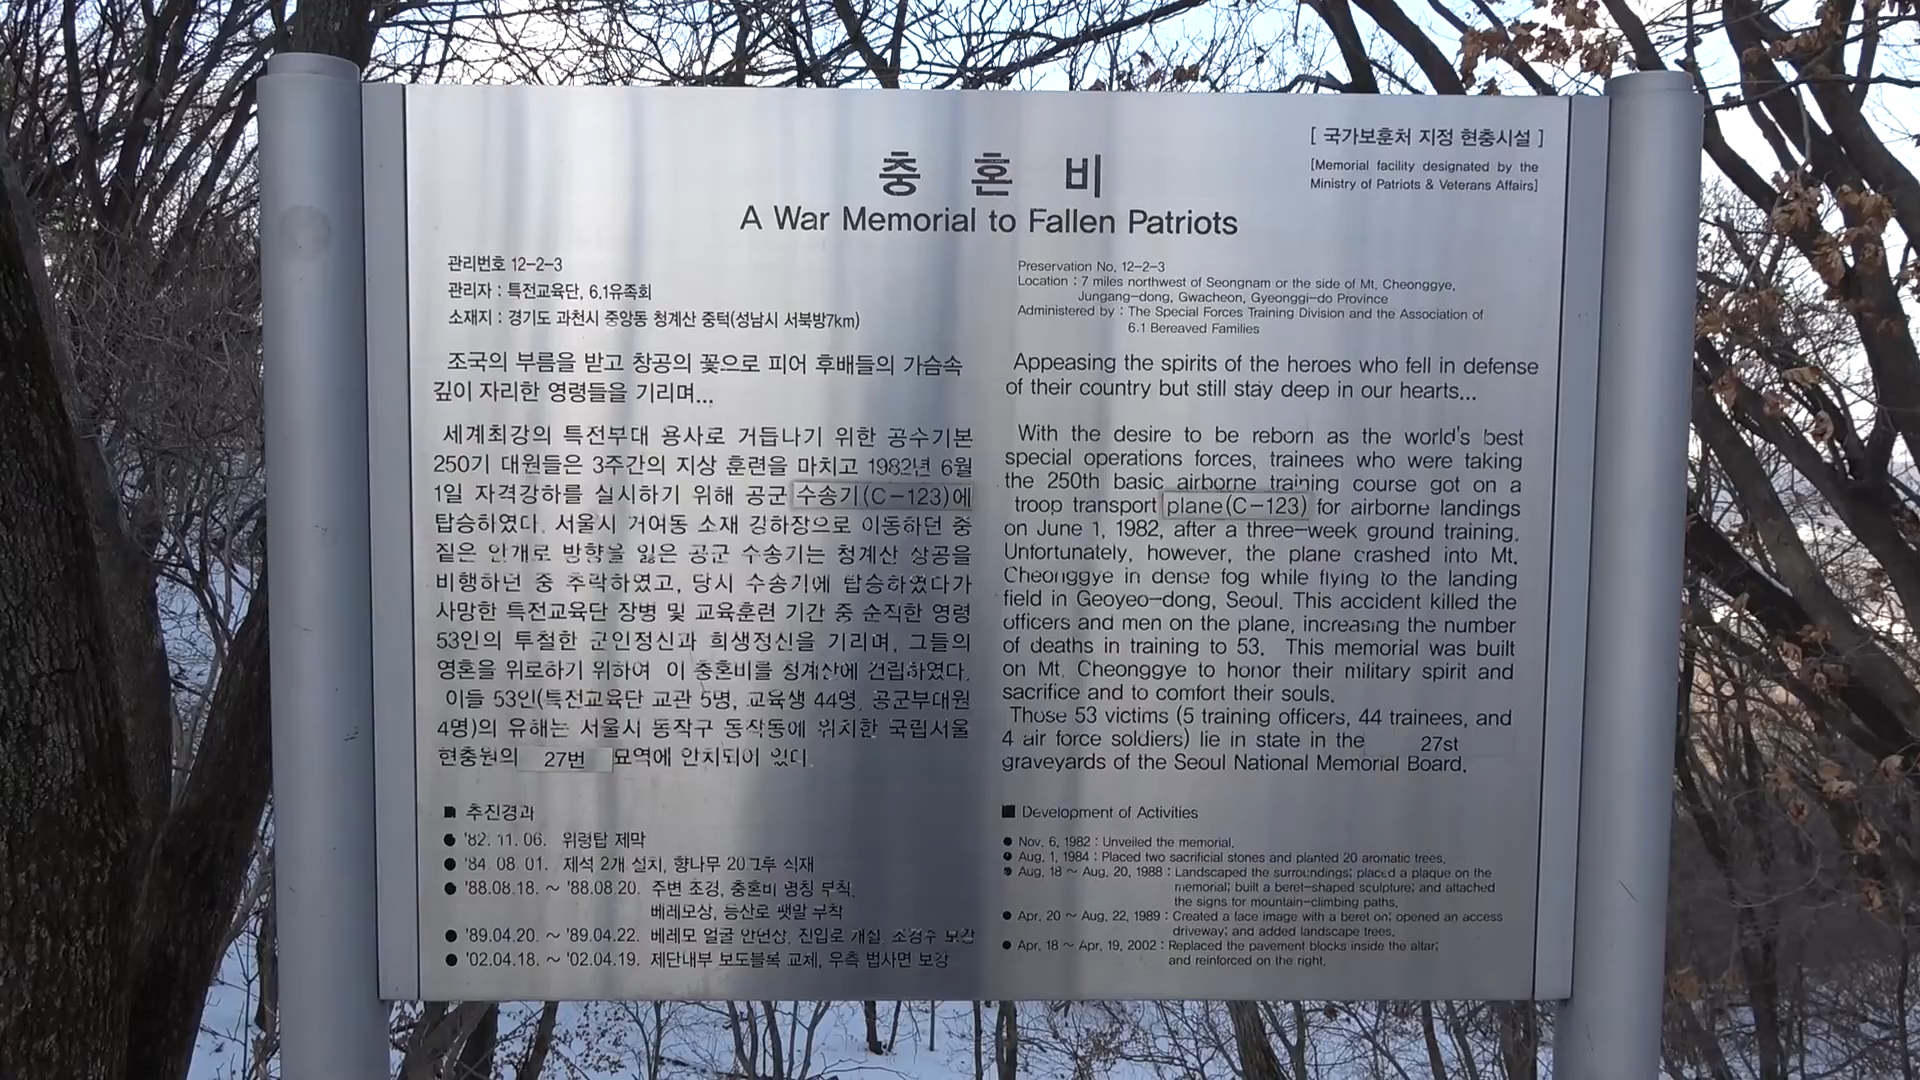 [ 국가보훈처 지정 현충시설 ]
[Memorial facility designated by the
Ministry of Patriots & Veterans Affairs]
충 혼 비
A War Memorial to Fallen Patriots
관리번호 12-2-3
관리자 : 특전교육단, 6.1유족회
소재지 : 경기도 과천시 중앙동 청계산 중턱(성남시 서북방7km)
조국의 부름을 받고 창공의 꽃으로 피어 후배들의 가슴속
깊이 자리한 영령들을 기리며...
세계최강의 특전부대 용사로 거듭나기 위한 공수기본
250기 대원들은 3주간의 지상 훈련을 마치고 1982년 6월
1일 자격강하를 실시하기 위해 공군 수송기(C-123)에
탑승하였다. 서울시 거여동 소재 강하장으로 이동하던 중
짙은 안개로 방향을 잃은 공군 수송기는 청계산 상공을
비행하던 중 추락하였고, 당시 수송기에 탑승하였다가
사망한 특전교육단 장병 및 교육훈련 기간 중 순직한 영령
53인의 투철한 군인정신과 희생정신을 기리며, 그들의
영혼을 위로하기 위하여 이 충혼비를 청계산에 건립하였다.
이들 53인(특전교육단 교관 5명, 교육생 44명, 공군부대원
4명)의 유해는 서울시 동작구 동작동에 위치한 국립서울
현충원의 27번 묘역에 안치되어 있다.
■ 추진경과
● '82. 11. 06. 위령탑 제막
● '84. 08. 01. 제석 2개 설치, 향나무 20그루 식재
● '88.08.18. ~ '88.08.20. 주변 조경, 충혼비 명칭 부착,
베레모상, 등산로 팻말 부착
● '89.04.20. ~ '89.04.22. 베레모 얼굴 안면상, 진입로 개설, 조경수 보강
● '02.04.18. ~ '02.04.19. 제단내부 보도블록 교체, 우측 법사면 보강
Preservation No. 12-2-3
Location : 7 miles northwest of Seongnam or the side of Mt. Cheonggye,
Jungang-dong, Gwacheon, Gyeonggi-do Province
Administered by : The Special Forces Training Division and the Association of
6.1 Bereaved Families
Appeasing the spirits of the heroes who fell in defense
of their country but still stay deep in our hearts...
With the desire to be reborn as the world's best
special operations forces, trainees who were taking
the 250th basic airborne training course got on a
troop transport plane(C-123) for airborne landings
on June 1, 1982, after a three-week ground training.
Unfortunately, however, the plane crashed into Mt.
Cheonggye in dense fog while flying to the landing
field in Geoyeo-dong, Seoul. This accident killed the
officers and men on the plane, increasing the number
of deaths in training to 53. This memorial was built
on Mt. Cheonggye to honor their military spirit and
sacrifice and to comfort their souls.
Those 53 victims (5 training officers, 44 trainees, and
4 air force soldiers) lie in state in the 27st
graveyards of the Seoul National Memorial Board.
■ Development of Activities
● Nov. 6, 1982 : Unveiled the memorial.
● Aug. 1, 1984 : Placed two sacrificial stones and planted 20 aromatic trees.
● Aug. 18 ~ Aug. 20, 1988 : Landscaped the surroundings; placed a plaque on the
memorial; built a beret-shaped sculpture; and attached
the signs for mountain-climbing paths.
● Apr. 20 ~ Aug. 22, 1989 : Created a face image with a beret on; opened an access
driveway; and added landscape trees.
● Apr. 18 ~ Apr. 19, 2002 : Replaced the pavement blocks inside the altar;
and reinforced on the right.